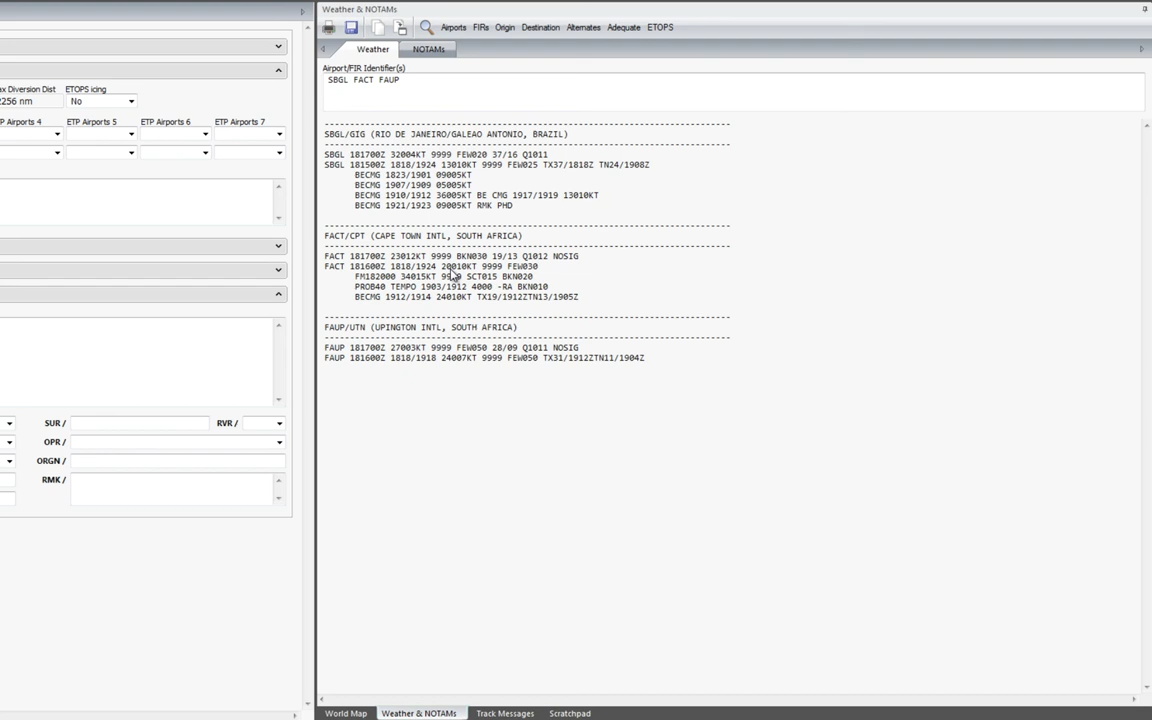 Weather & NOTAMs
Airports FIRs Origin Destination Alternates Adequate ETOPS
Weather NOTAMs
Airport/FIR Identifier(s)
SBGL FACT FAUP
----------------------------------------------------------------------------------
SBGL/GIG (RIO DE JANEIRO/GALEAO ANTONIO, BRAZIL)
----------------------------------------------------------------------------------
SBGL 181700Z 32004KT 9999 FEW020 37/16 Q1011
SBGL 181500Z 1818/1924 13010KT 9999 FEW025 TX37/1818Z TN24/1908Z
BECMG 1823/1901 09005KT
BECMG 1907/1909 05005KT
BECMG 1910/1912 36005KT BE CMG 1917/1919 13010KT
BECMG 1921/1923 09005KT RMK PHD
----------------------------------------------------------------------------------
FACT/CPT (CAPE TOWN INTL, SOUTH AFRICA)
----------------------------------------------------------------------------------
FACT 181700Z 23012KT 9999 BKN030 19/13 Q1012 NOSIG
FACT 181600Z 1818/1924 20010KT 9999 FEW030
FM182000 34015KT 9999 SCT015 BKN020
PROB40 TEMPO 1903/1912 4000 -RA BKN010
BECMG 1912/1914 24010KT TX19/1912ZTN13/1905Z
----------------------------------------------------------------------------------
FAUP/UTN (UPINGTON INTL, SOUTH AFRICA)
----------------------------------------------------------------------------------
FAUP 181700Z 27003KT 9999 FEW050 28/09 Q1011 NOSIG
FAUP 181600Z 1818/1918 24007KT 9999 FEW050 TX31/1912ZTN11/1904Z
ax Diversion Dist ETOPS icing
2256 nm No
TP Airports 4 ETP Airports 5 ETP Airports 6 ETP Airports 7
SUR / RVR /
OPR /
ORGN /
RMK /
World Map Weather & NOTAMs Track Messages Scratchpad